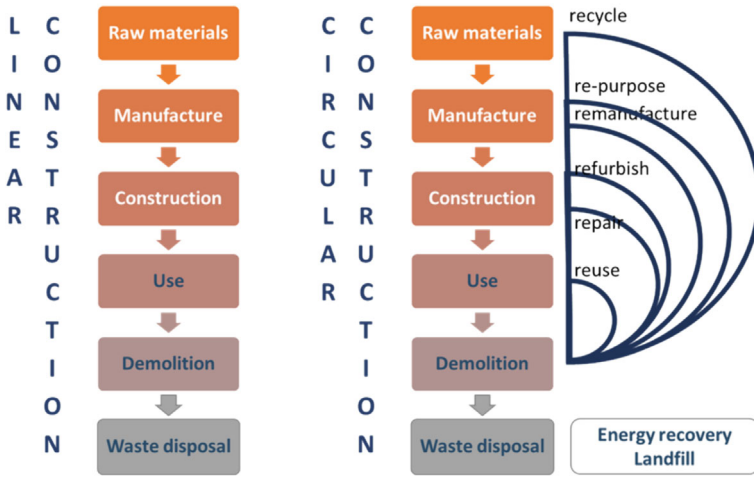 LINEAR
CONSTRUCTION
Raw materials
Manufacture
Construction
Use
Demolition
Waste disposal
CIRCULAR
CONSTRUCTION
Raw materials
Manufacture
Construction
Use
Demolition
Waste disposal
recycle
re-purpose
remanufacture
refurbish
repair
reuse
Energy recovery
Landfill